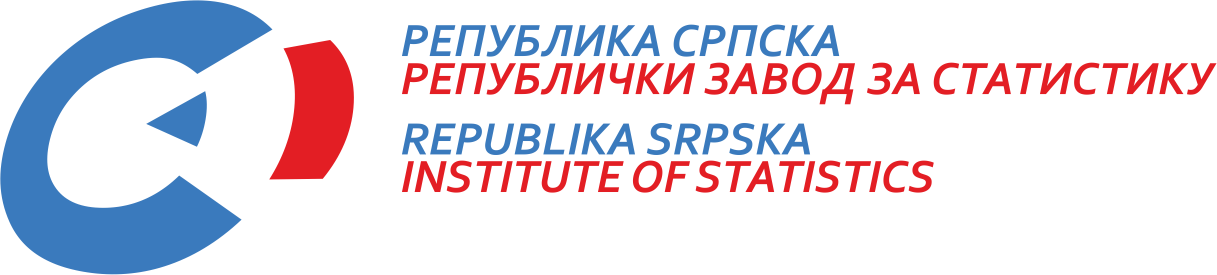 РЕПУБЛИКА СРПСКА
РЕПУБЛИЧКИ ЗАВОД ЗА СТАТИСТИКУ
REPUBLIKA SRPSKA
INSTITUTE OF STATISTICS